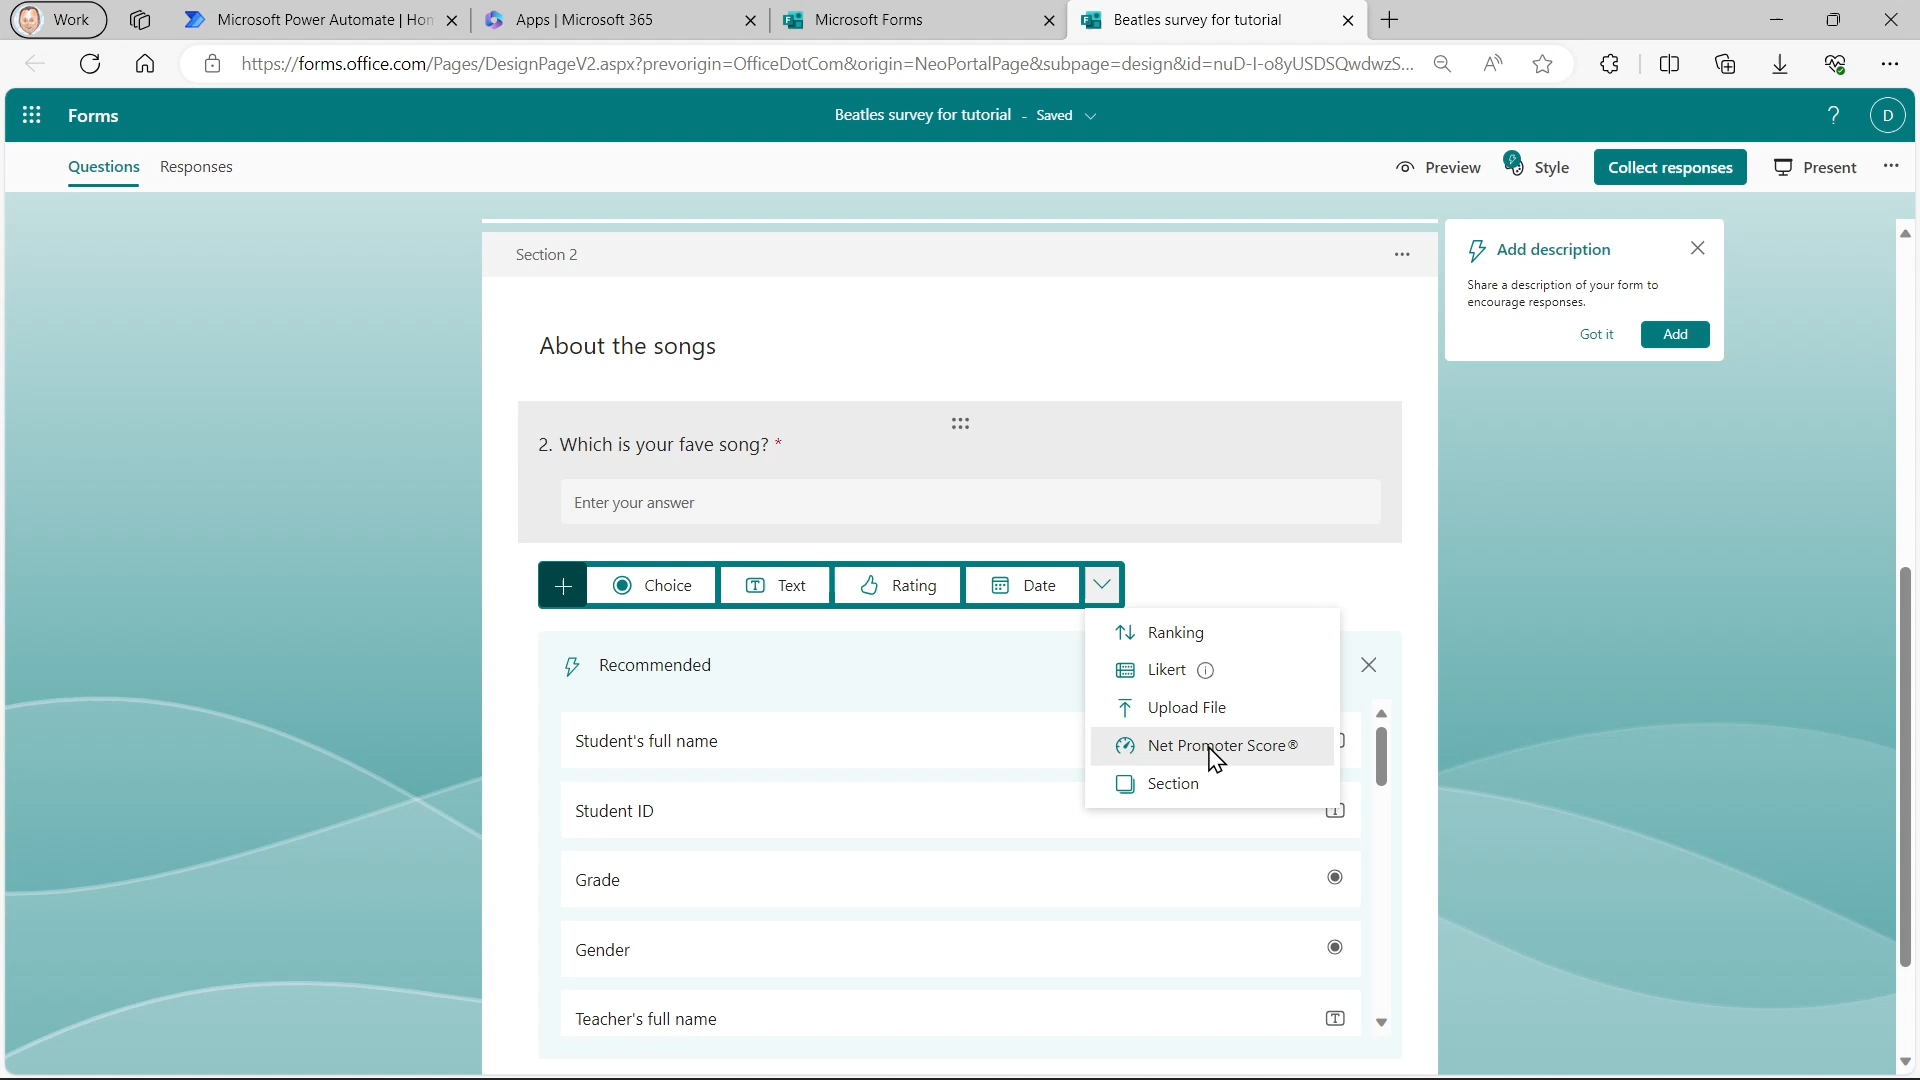 Work
Microsoft Power Automate | Hom
Apps | Microsoft 365
Microsoft Forms
Beatles survey for tutorial
https://forms.office.com/Pages/DesignPageV2.aspx?prevorigin=OfficeDotCom&origin=NeoPortalPage&subpage=design&id=nuD-I-o8yUSDSQwdwzS...
Forms
Beatles survey for tutorial - Saved
?
D
Questions
Responses
Preview
Style
Collect responses
Present
Section 2
Add description
Share a description of your form to
encourage responses.
Got it
Add
About the songs
2. Which is your fave song? *
Enter your answer
Choice
Text
Rating
Date
Ranking
Likert
Upload File
Net Promoter Score®
Section
Recommended
Student's full name
Student ID
Grade
Gender
Teacher's full name